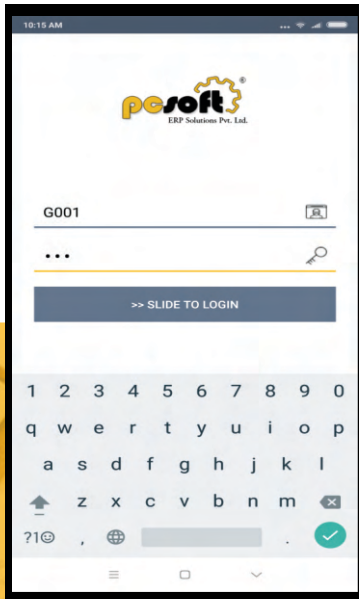 10:15 AM
pcsoft
®
ERP Solutions Pvt. Ltd.
G001
•••
>> SLIDE TO LOGIN
1 2 3 4 5 6 7 8 9 0
q w e r t y u i o p
a s d f g h j k l
z x c v b n m
?1☺ , .